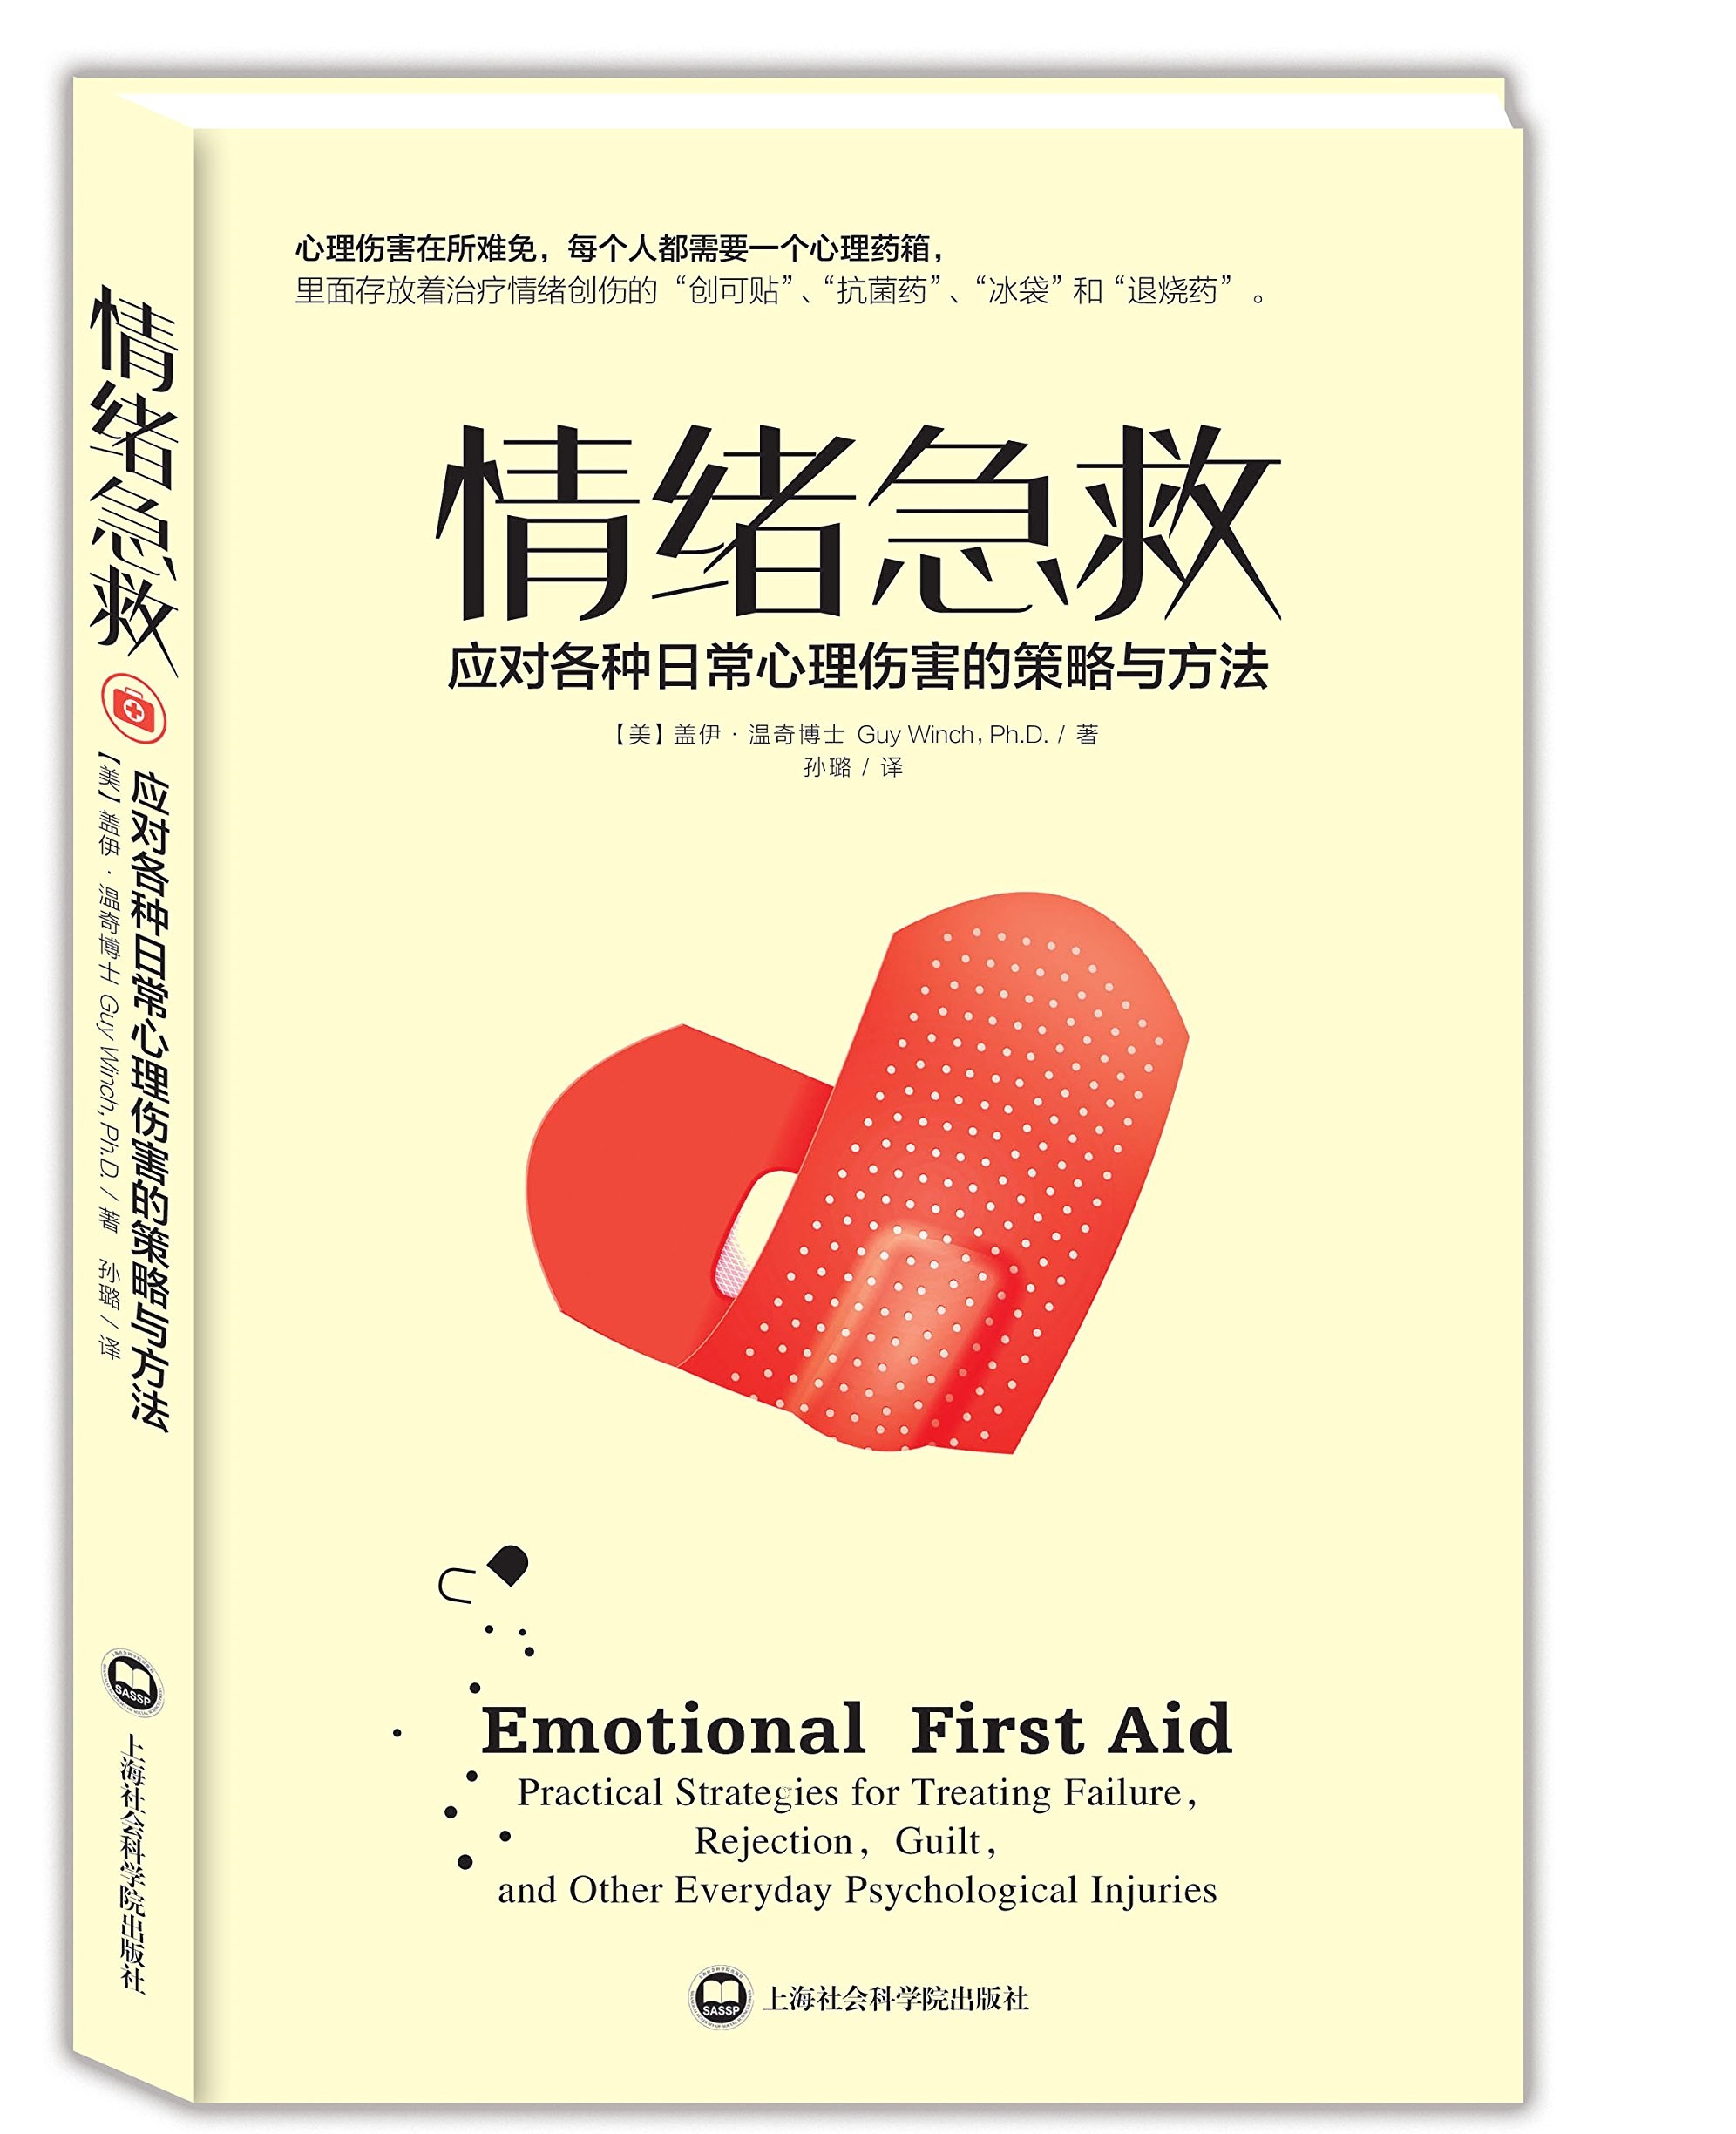 心理伤害在所难免，每个人都需要一个心理药箱，
里面存放着治疗情绪创伤的“创可贴”、“抗菌药”、“冰袋”和“退烧药”。
情绪急救
应对各种日常心理伤害的策略与方法
【美】盖伊·温奇博士 Guy Winch, Ph.D. / 著
孙璐 / 译
Emotional First Aid
Practical Strategies for Treating Failure,
Rejection, Guilt,
and Other Everyday Psychological Injuries
SASSP
上海社会科学院出版社
情绪急救
应对各种日常心理伤害的策略与方法
【美】盖伊·温奇博士 Guy Winch, Ph.D. / 著 孙璐 / 译
SASSP
上海社会科学院出版社